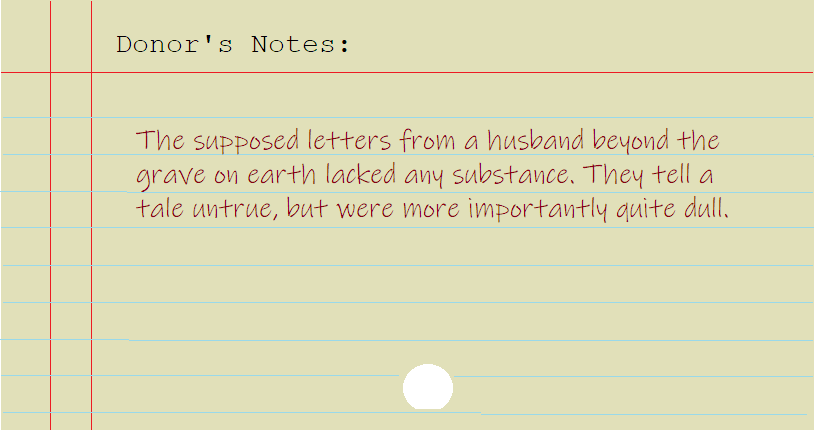 Donor's Notes:
The supposed letters from a husband beyond the
grave on earth lacked any substance. They tell a
tale untrue, but were more importantly quite dull.